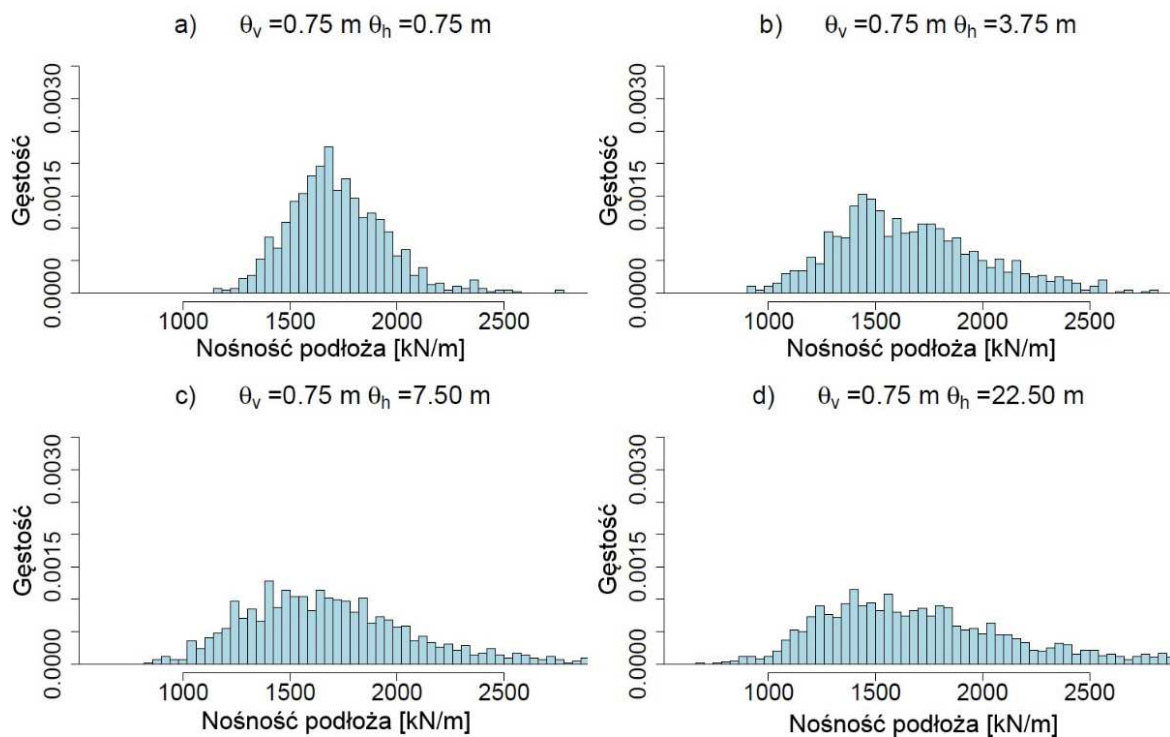 a) θv =0.75 m θh =0.75 m
Gęstość
0.0000 0.0015 0.0030
1000 1500 2000 2500
Nośność podłoża [kN/m]
b) θv =0.75 m θh =3.75 m
Gęstość
0.0000 0.0015 0.0030
1000 1500 2000 2500
Nośność podłoża [kN/m]
c) θv =0.75 m θh =7.50 m
Gęstość
0.0000 0.0015 0.0030
1000 1500 2000 2500
Nośność podłoża [kN/m]
d) θv =0.75 m θh =22.50 m
Gęstość
0.0000 0.0015 0.0030
1000 1500 2000 2500
Nośność podłoża [kN/m]